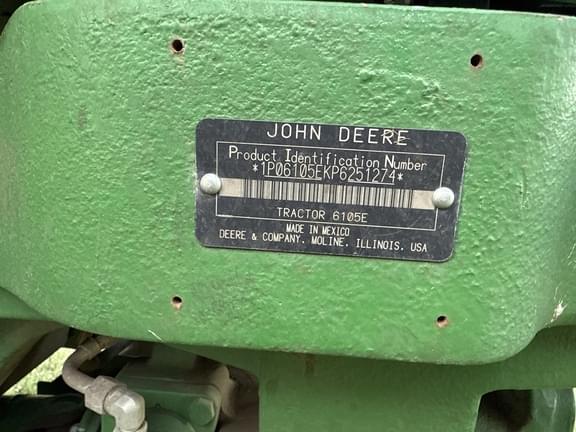 JOHN DEERE
Product Identification Number
*1P06105EKP6251274*
TRACTOR 6105E
MADE IN MEXICO
DEERE & COMPANY. MOLINE, ILLINOIS. USA